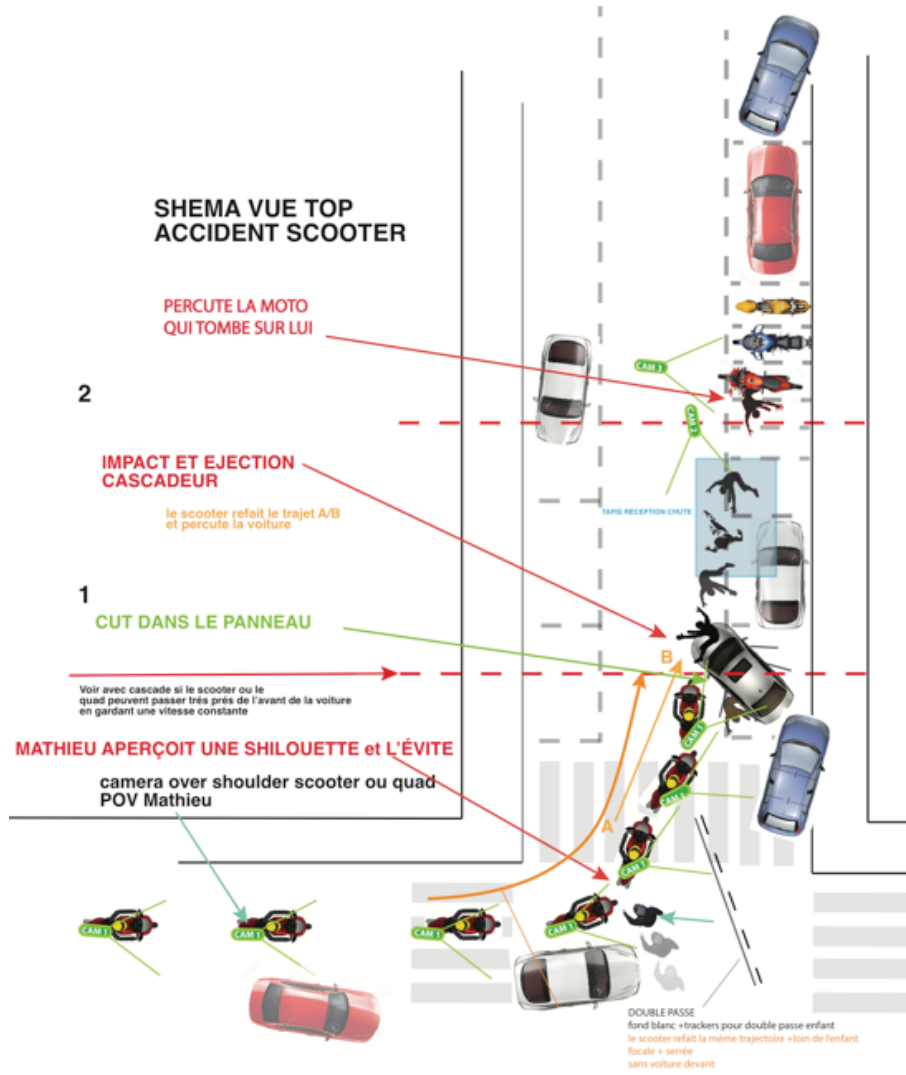 SHEMA VUE TOP
ACCIDENT SCOOTER
PERCUTE LA MOTO
QUI TOMBE SUR LUI
CAM 3
2
CAM 2
IMPACT ET EJECTION
CASCADEUR
le scooter refait le trajet A/B
et percute la voiture
TAPIS RECEPTION CHUTE
1
CUT DANS LE PANNEAU
B
Voir avec cascade si le scooter ou le
quad peuvent passer trés prés de l'avant de la voiture
en gardant une vitesse constante
CAM 1
MATHIEU APERÇOIT UNE SHILOUETTE et L'ÉVITE
camera over shoulder scooter ou quad
POV Mathieu
CAM 1
A
CAM 1
CAM 1
CAM 1
CAM 1
CAM 1
DOUBLE PASSE
fond blanc +trackers pour double passe enfant
le scooter refait la même trajectoire +loin de l'enfant
focale + serrée
sans voiture devant